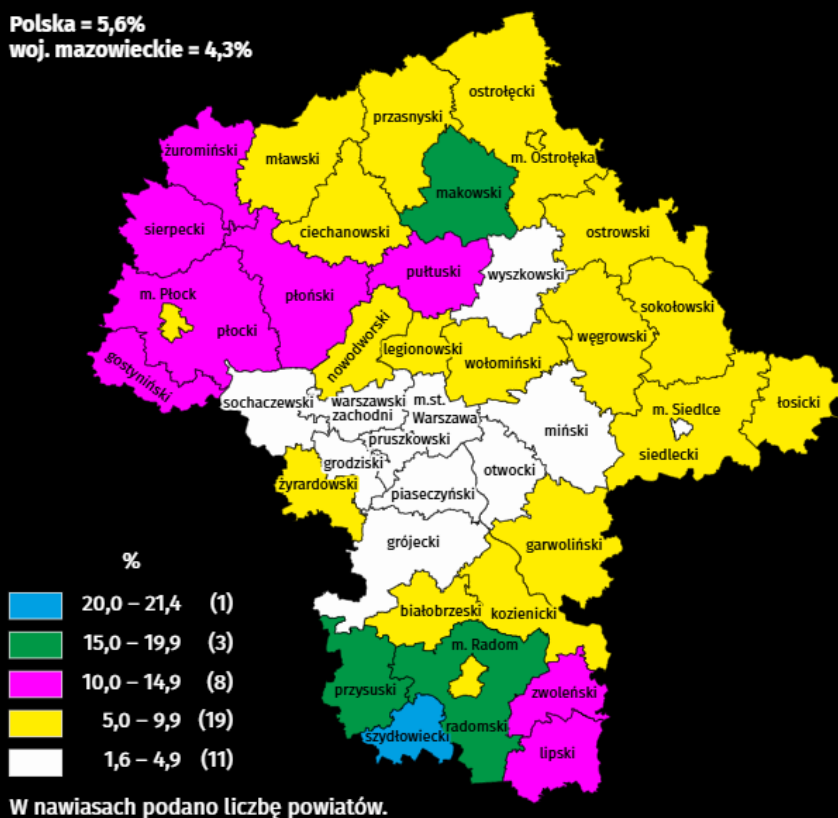 Polska = 5,6%
woj. mazowieckie = 4,3%
ostrołęcki
przasnyski
żuromiński
mławski
m. Ostrołęka
makowski
sierpecki
ciechanowski
ostrowski
pułtuski
wyszkowski
m. Płock
płoński
sokołowski
płocki
nowodworski
legionowski
węgrowski
wołomiński
gostyniński
sochaczewski
warszawski
zachodni
m.st.
Warszawa
m. Siedlce
łosicki
miński
pruszkowski
siedlecki
grodziski
otwocki
żyrardowski
piaseczyński
grójecki
garwoliński
białobrzeski
kozienicki
m. Radom
przysuski
zwoleński
radomski
szydłowiecki
lipski
%
20,0 – 21,4 (1)
15,0 – 19,9 (3)
10,0 – 14,9 (8)
5,0 – 9,9 (19)
1,6 – 4,9 (11)
W nawiasach podano liczbę powiatów.